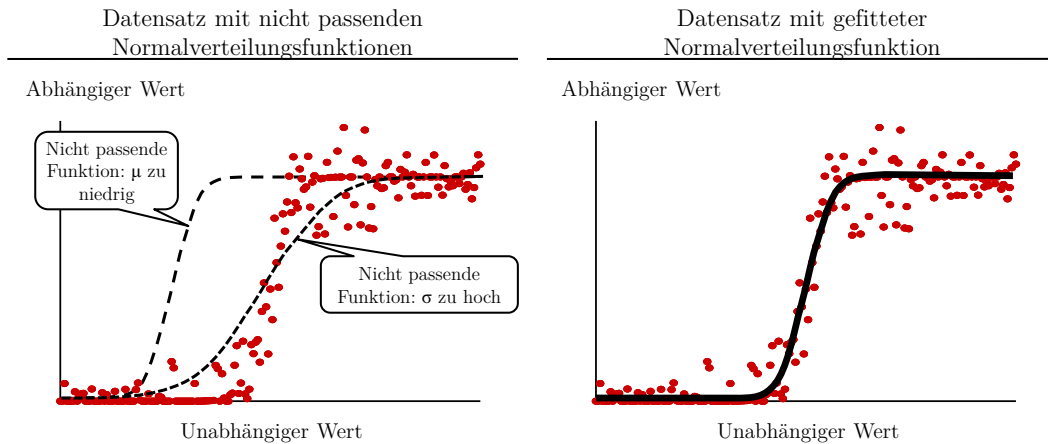 Datensatz mit nicht passenden
Normalverteilungsfunktionen
Abhängiger Wert
Nicht passende
Funktion: μ zu
niedrig
Nicht passende
Funktion: σ zu hoch
Unabhängiger Wert
Datensatz mit gefitteter
Normalverteilungsfunktion
Abhängiger Wert
Unabhängiger Wert